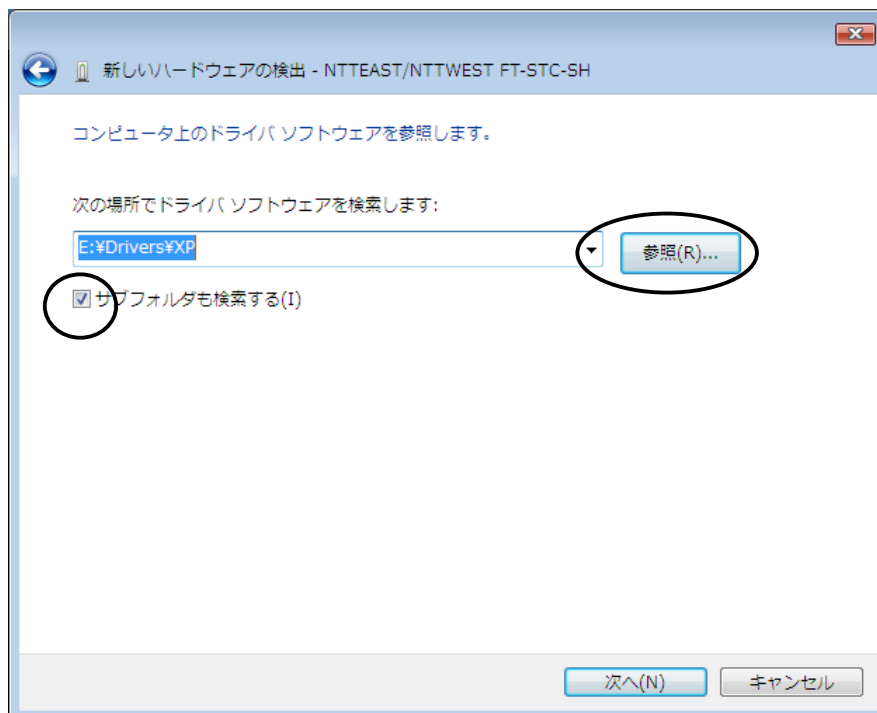 新しいハードウェアの検出 - NTTEAST/NTTWEST FT-STC-SH
コンピュータ上のドライバ ソフトウェアを参照します。
次の場所でドライバ ソフトウェアを検索します:
E:¥Drivers¥XP
参照(R)...
サブフォルダも検索する(I)
次へ(N)
キャンセル